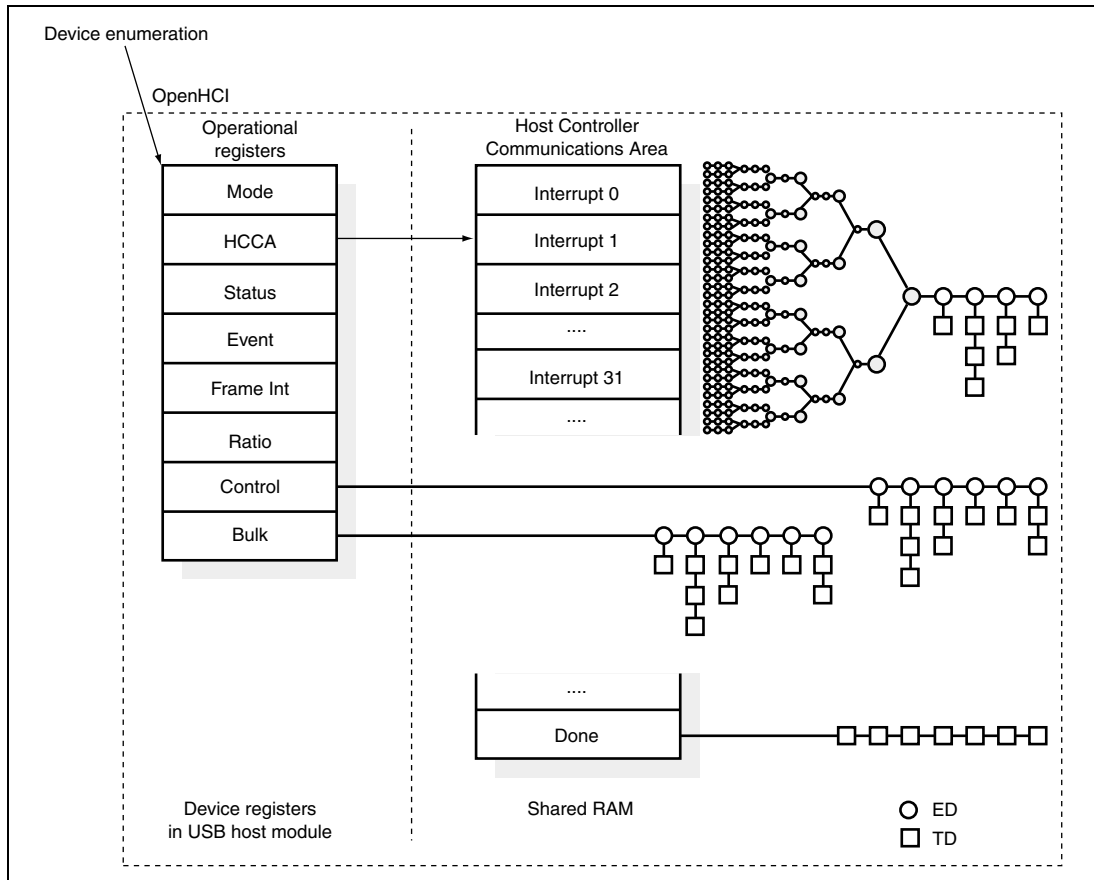 Device enumeration
OpenHCI
Operational
registers
Mode
HCCA
Status
Event
Frame Int
Ratio
Control
Bulk
Host Controller
Communications Area
Interrupt 0
Interrupt 1
Interrupt 2
....
Interrupt 31
....
....
Done
Device registers
in USB host module
Shared RAM
ED
TD